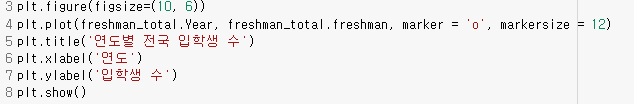 3 plt.figure(figsize=(10, 6))
4 plt.plot(freshman_total.Year, freshman_total.freshman, marker = 'o', markersize = 12)
5 plt.title('연도별 전국 입학생 수')
6 plt.xlabel('연도')
7 plt.ylabel('입학생 수')
8 plt.show()